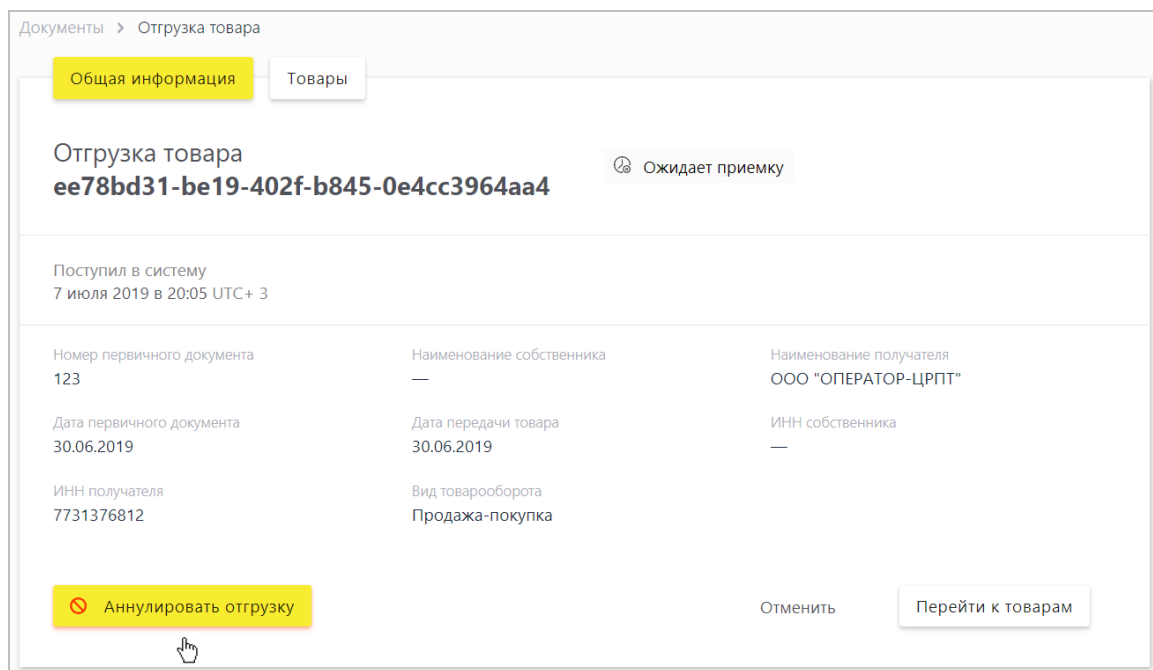 Документы > Отгрузка товара
Общая информация Товары
Отгрузка товара
ee78bd31-be19-402f-b845-0e4cc3964aa4
Ожидает приемку
Поступил в систему
7 июля 2019 в 20:05 UTC+ 3
Номер первичного документа Наименование собственника Наименование получателя
123 — ООО "ОПЕРАТОР-ЦРПТ"
Дата первичного документа Дата передачи товара ИНН собственника
30.06.2019 30.06.2019 —
ИНН получателя Вид товарооборота
7731376812 Продажа-покупка
Аннулировать отгрузку Отменить Перейти к товарам